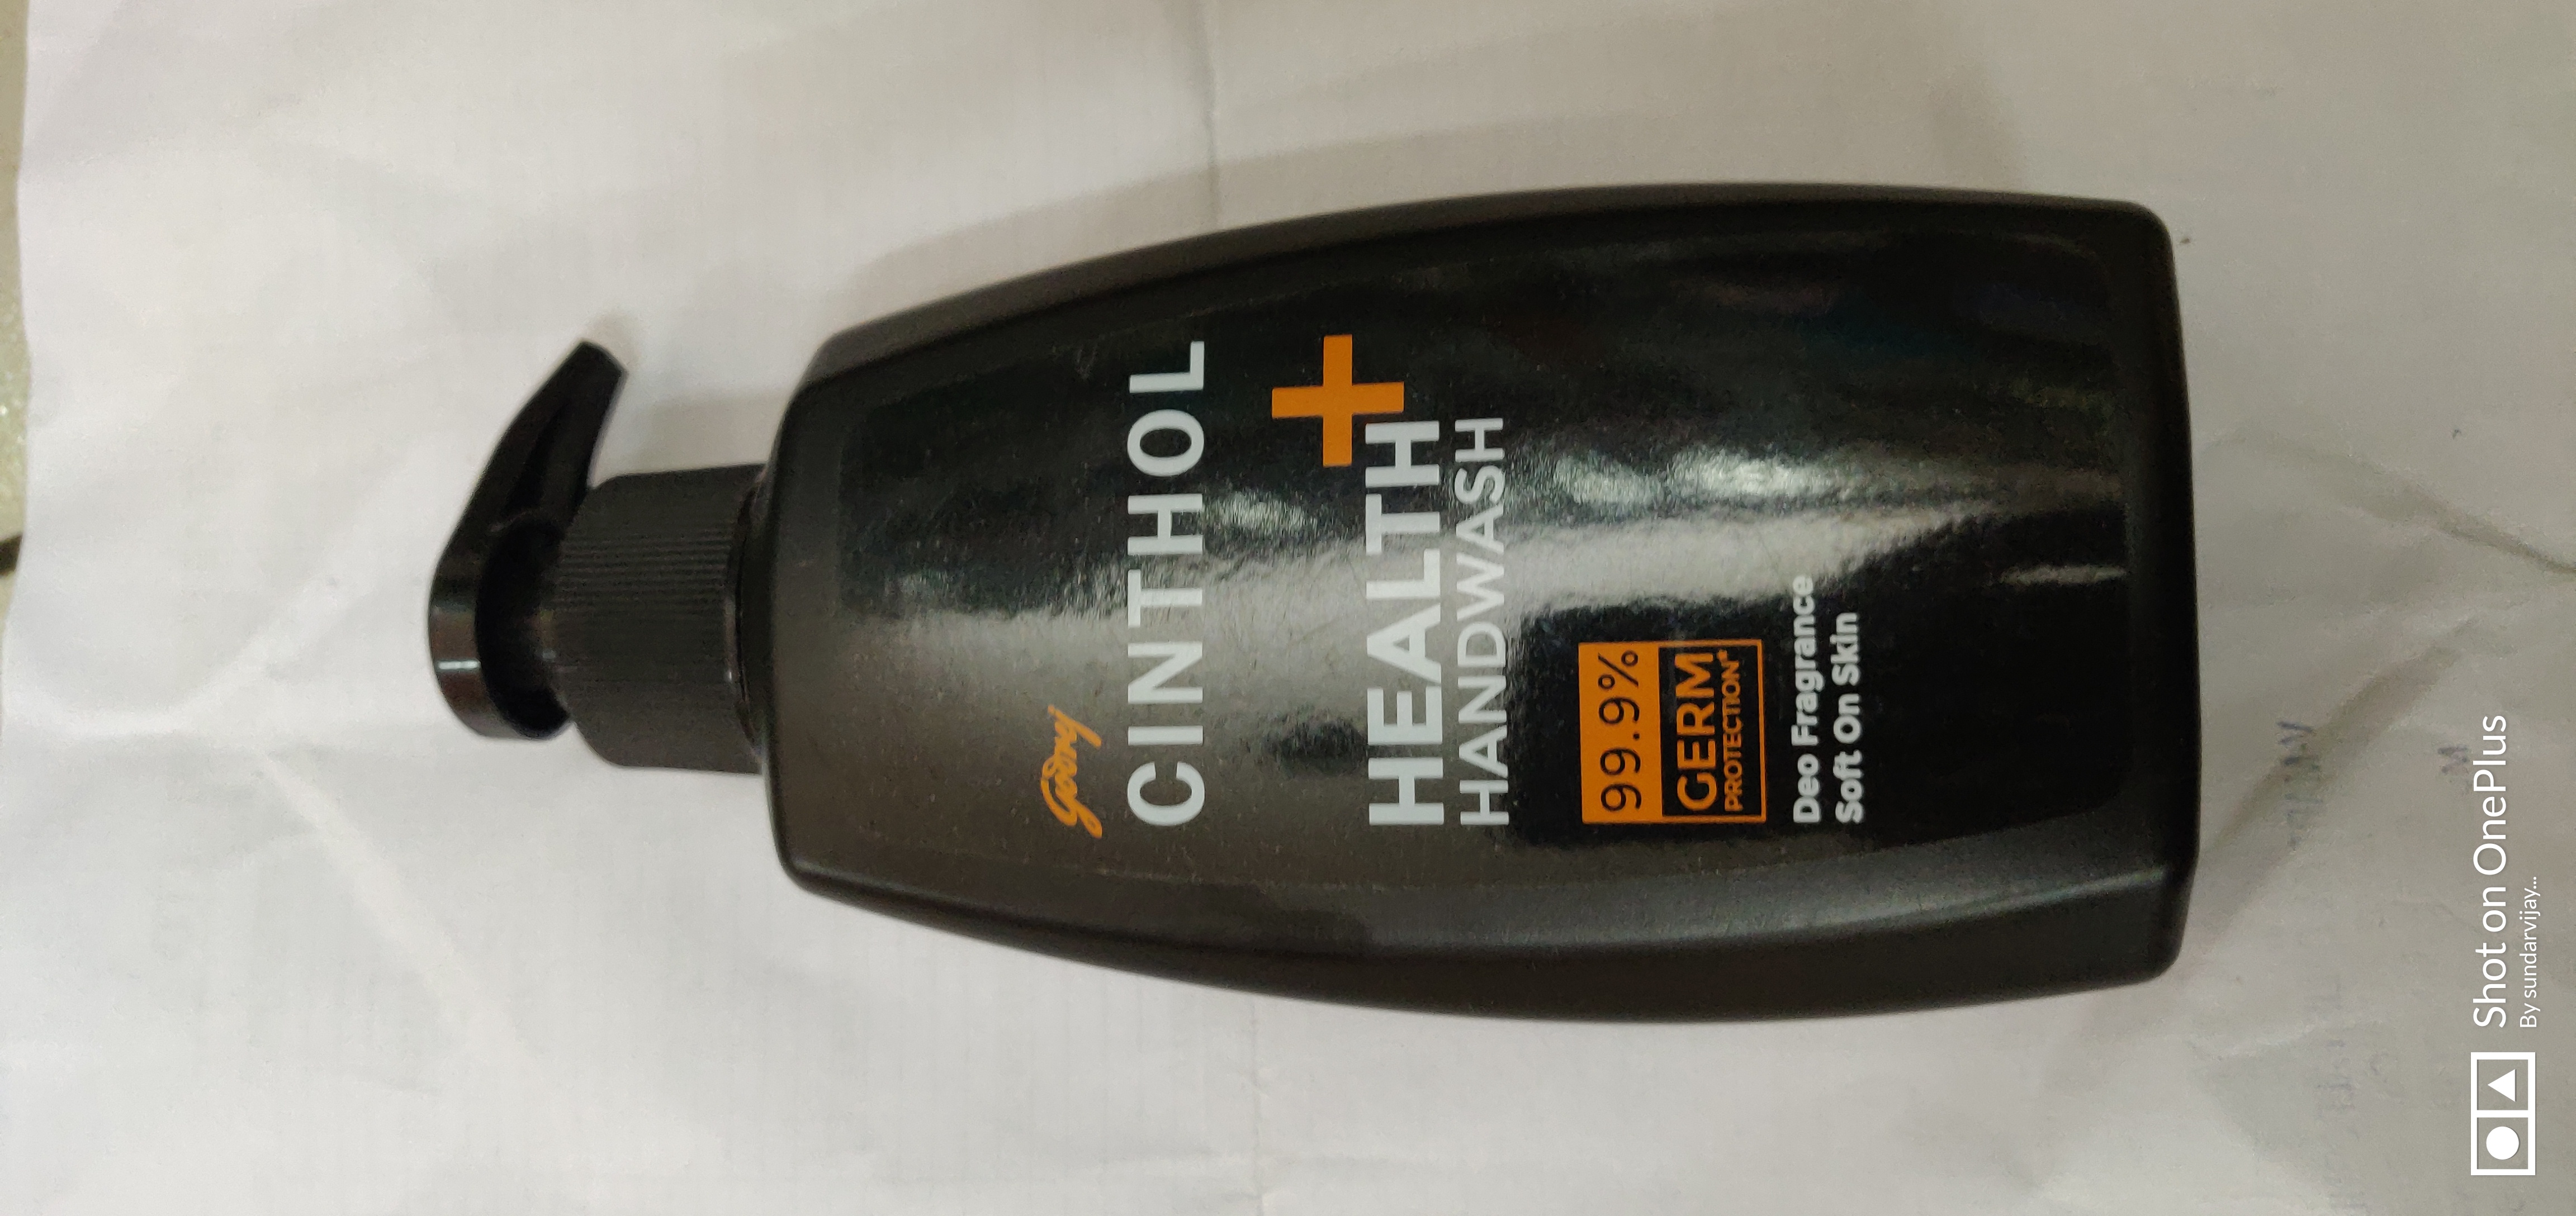 Godrej
CINTHOL
HEALTH+
HANDWASH
99.9%
GERM
PROTECTION*
Deo Fragrance
Soft On Skin
Shot on OnePlus
By sundarvijay...